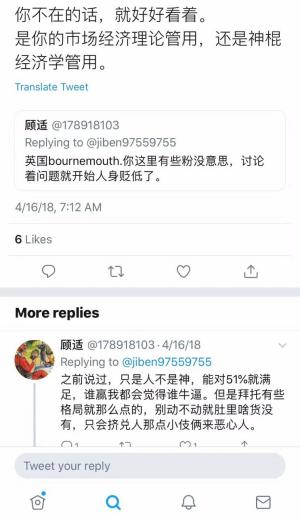 你不在的话，就好好看着。
是你的市场经济理论管用，还是神棍
经济学管用。
Translate Tweet
顾适 @178918103
Replying to @jiben97559755
英国bournemouth.你这里有些粉没意思，讨论
着问题就开始人身贬低了。
4/16/18, 7:12 AM
6 Likes
More replies
顾适 @178918103 · 4/16/18
Replying to @jiben97559755
之前说过，只是人不是神，能对51%就满
足，谁赢我都会觉得谁牛逼。但是拜托有些
格局就那么点的，别动不动就肚里啥货没
有，只会挤兑人那点小伎俩来恶心人。
Tweet your reply